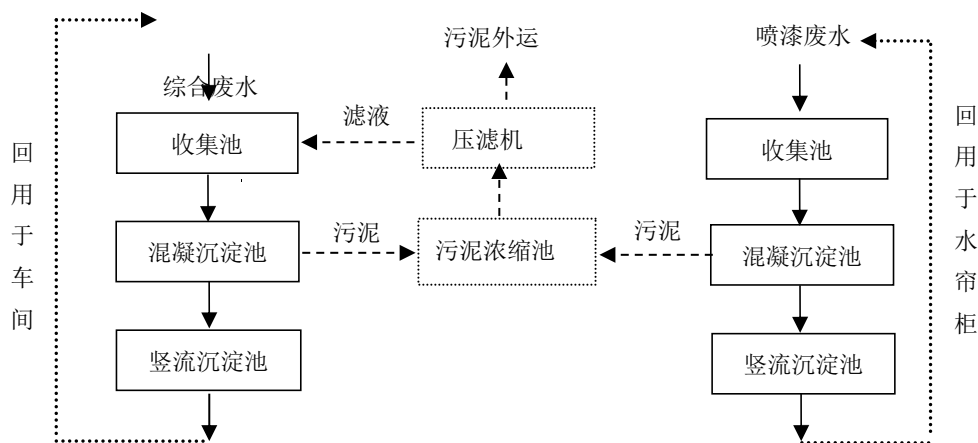 污泥外运
喷漆废水
综合废水
滤液
压滤机
收集池
收集池
回用于车间
回用于水帘柜
混凝沉淀池
污泥
污泥浓缩池
污泥
混凝沉淀池
竖流沉淀池
竖流沉淀池